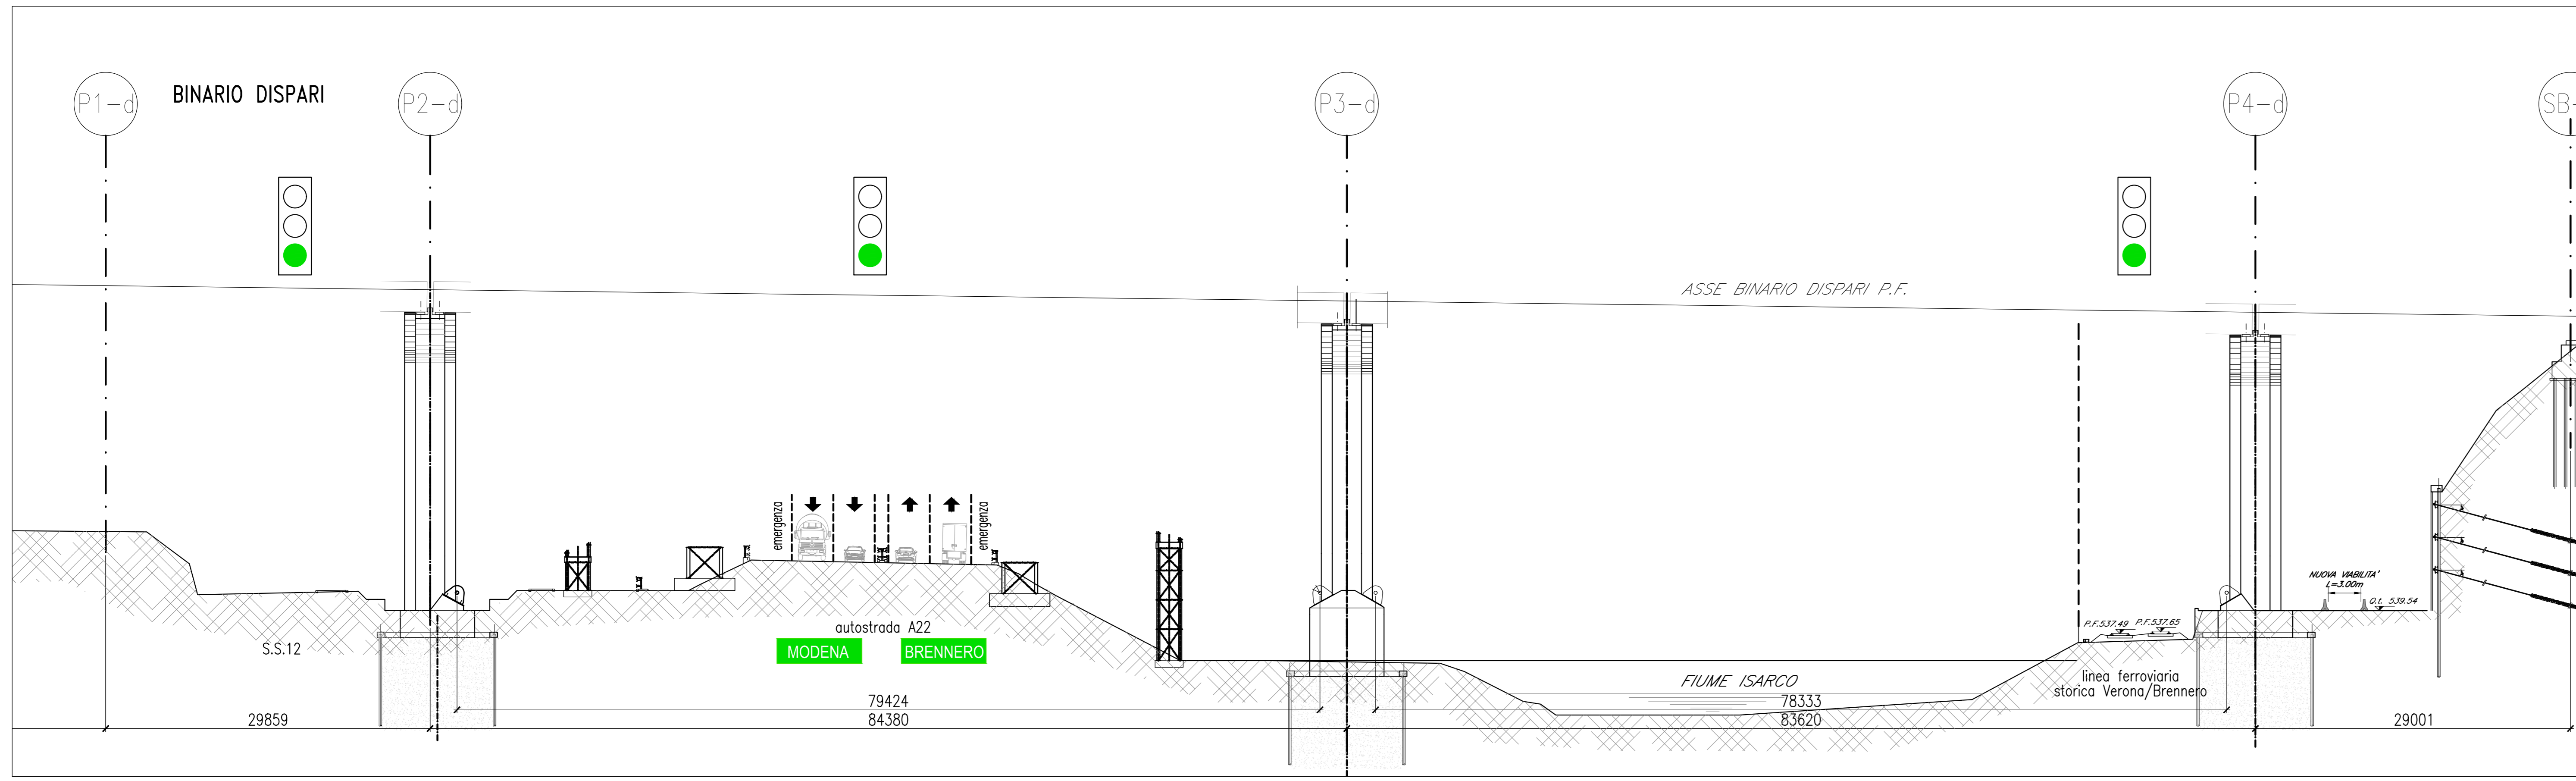 P1-d
BINARIO DISPARI
P2-d
P3-d
P4-d
SB-
ASSE BINARIO DISPARI P.F.
emergenza
emergenza
autostrada A22
MODENA
BRENNERO
S.S.12
FIUME ISARCO
P.F.537.49
P.F.537.65
NUOVA VIABILITA'
L=3.00m
Q.t. 539.54
linea ferroviaria
storica Verona/Brennero
79424
78333
29859
84380
83620
29001